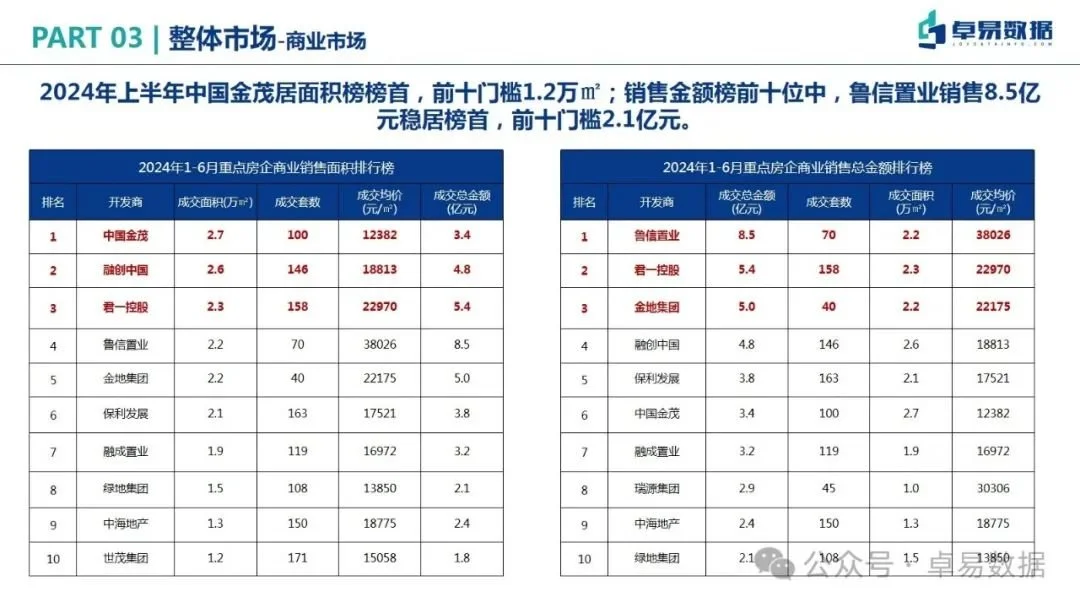 PART 03 | 整体市场-商业市场
卓易数据
2024年上半年中国金茂居面积榜榜首，前十门槛1.2万㎡；销售金额榜前十位中，鲁信置业销售8.5亿
元稳居榜首，前十门槛2.1亿元。
2024年1-6月重点房企商业销售面积排行榜
排名 开发商 成交面积(万㎡) 成交套数 成交均价(元/㎡) 成交总金额(亿元)
1 中国金茂 2.7 100 12382 3.4
2 融创中国 2.6 146 18813 4.8
3 君一控股 2.3 158 22970 5.4
4 鲁信置业 2.2 70 38026 8.5
5 金地集团 2.2 40 22175 5.0
6 保利发展 2.1 163 17521 3.8
7 融成置业 1.9 119 16972 3.2
8 绿地集团 1.5 108 13850 2.1
9 中海地产 1.3 150 18775 2.4
10 世茂集团 1.2 171 15058 1.8
2024年1-6月重点房企商业销售总金额排行榜
排名 开发商 成交总金额(亿元) 成交套数 成交面积(万㎡) 成交均价(元/㎡)
1 鲁信置业 8.5 70 2.2 38026
2 君一控股 5.4 158 2.3 22970
3 金地集团 5.0 40 2.2 22175
4 融创中国 4.8 146 2.6 18813
5 保利发展 3.8 163 2.1 17521
6 中国金茂 3.4 100 2.7 12382
7 融成置业 3.2 119 1.9 16972
8 瑞源集团 2.9 45 1.0 30306
9 中海地产 2.4 150 1.3 18775
10 绿地集团 2.1 108 1.5 13850
公众号 · 卓易数据